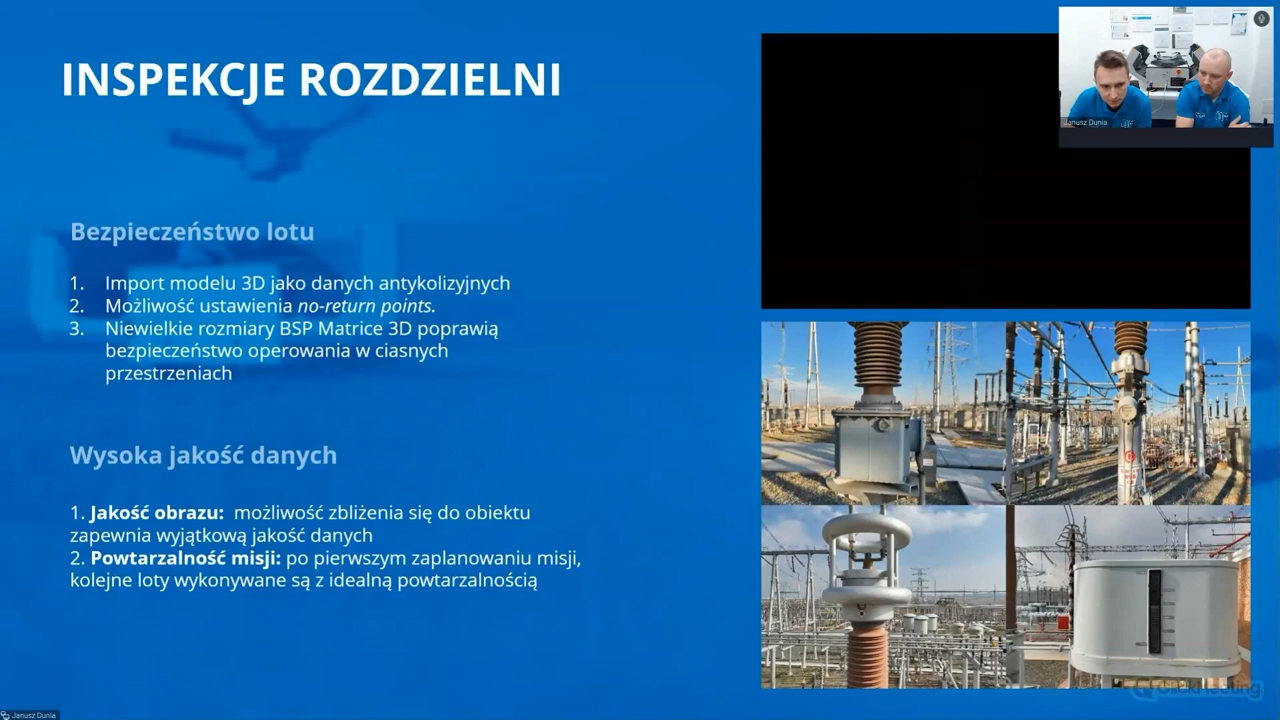 INSPEKCJE ROZDZIELNI
Janusz Dunia
Bezpieczeństwo lotu
1. Import modelu 3D jako danych antykolizyjnych
2. Możliwość ustawienia no-return points.
3. Niewielkie rozmiary BSP Matrice 3D poprawią
bezpieczeństwo operowania w ciasnych
przestrzeniach
Wysoka jakość danych
1. Jakość obrazu: możliwość zbliżenia się do obiektu
zapewnia wyjątkową jakość danych
2. Powtarzalność misji: po pierwszym zaplanowaniu misji,
kolejne loty wykonywane są z idealną powtarzalnością
ClickMeeting
Janusz Dunia